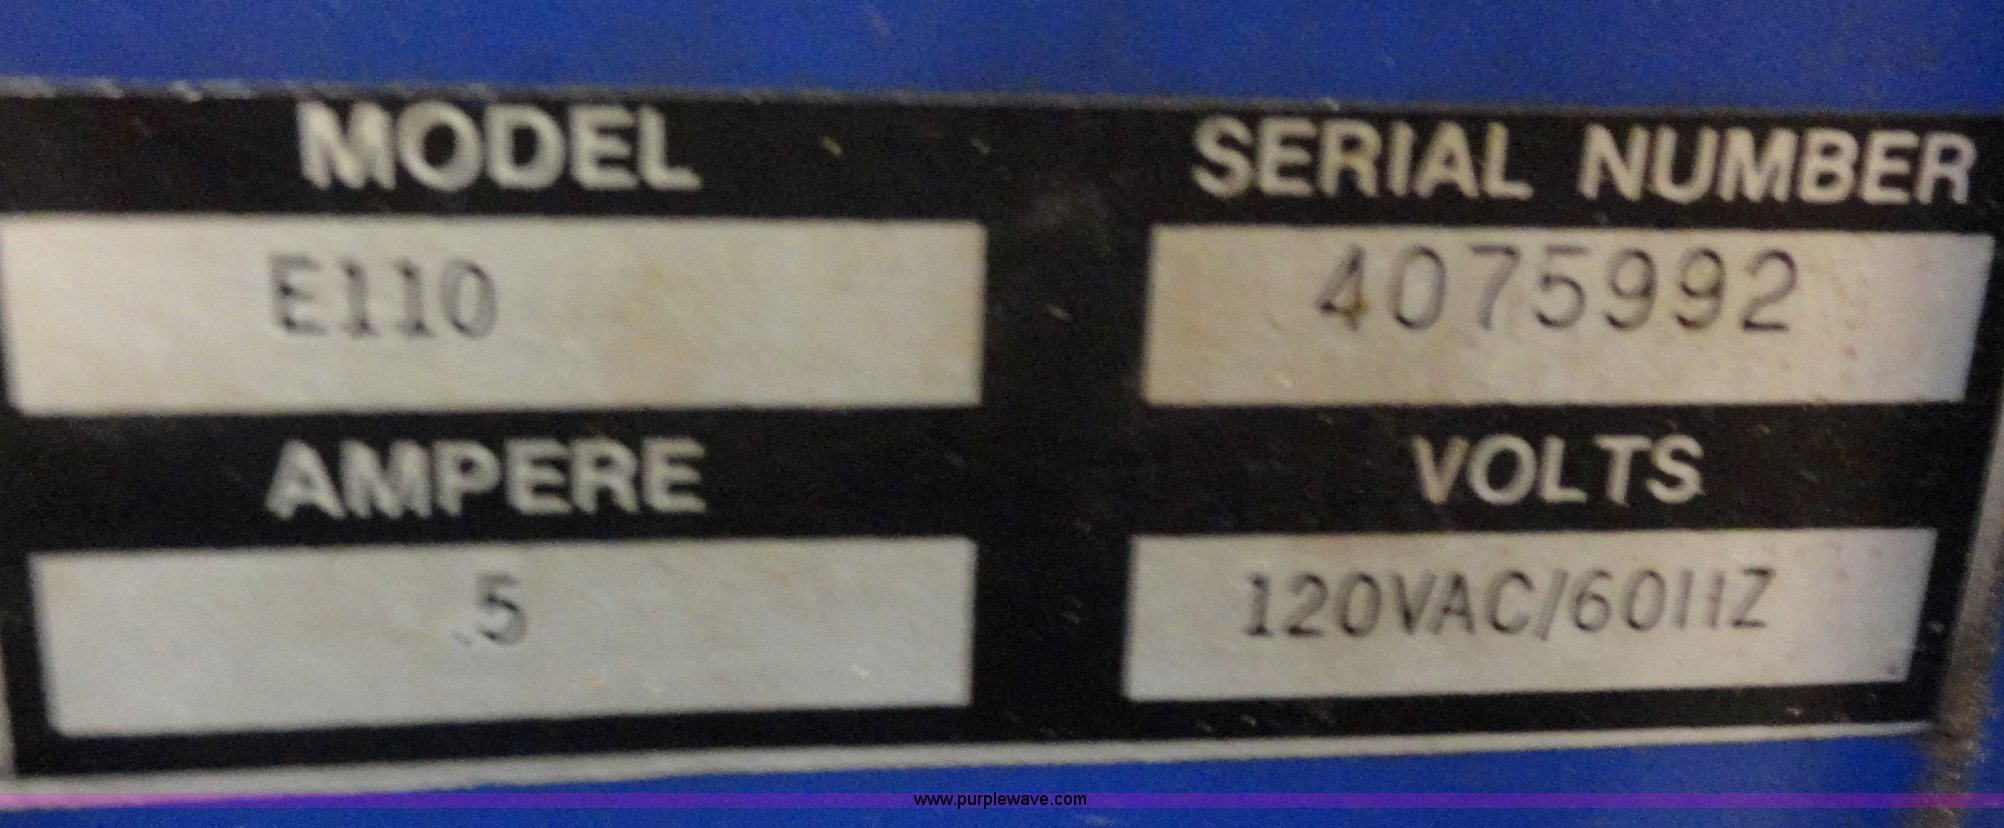 MODEL SERIAL NUMBER
E110 4075992
AMPERE VOLTS
.5 120VAC/60HZ
www.purplewave.com